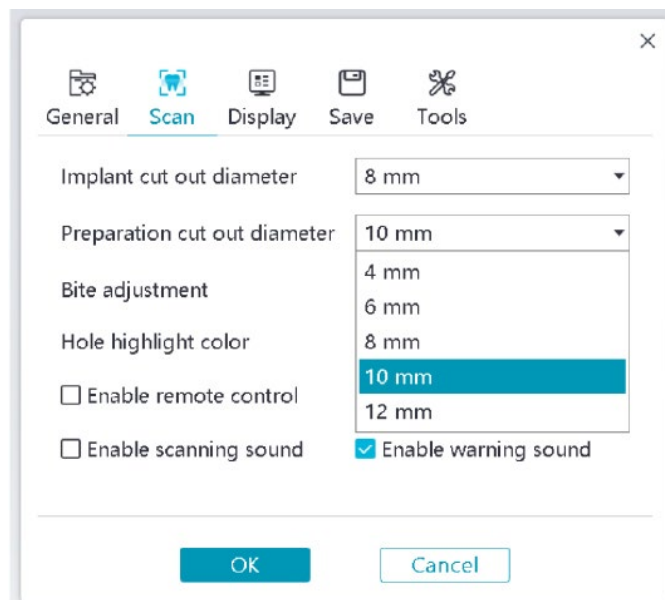 General Scan Display Save Tools
Implant cut out diameter 8 mm
Preparation cut out diameter 10 mm
4 mm
Bite adjustment
6 mm
Hole highlight color 8 mm
10 mm
Enable remote control
12 mm
Enable scanning sound Enable warning sound
OK Cancel